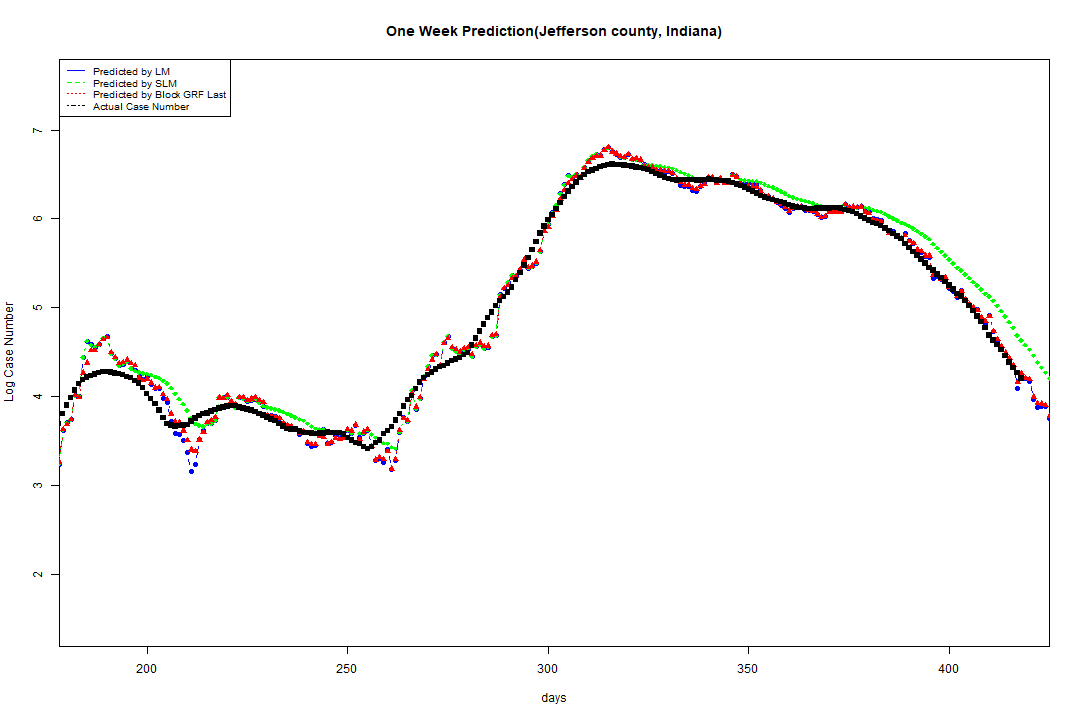 One Week Prediction(Jefferson county, Indiana)
Predicted by LM
Predicted by SLM
Predicted by Block GRF Last
Actual Case Number
7
6
5
4
3
2
Log Case Number
200 250 300 350 400
days